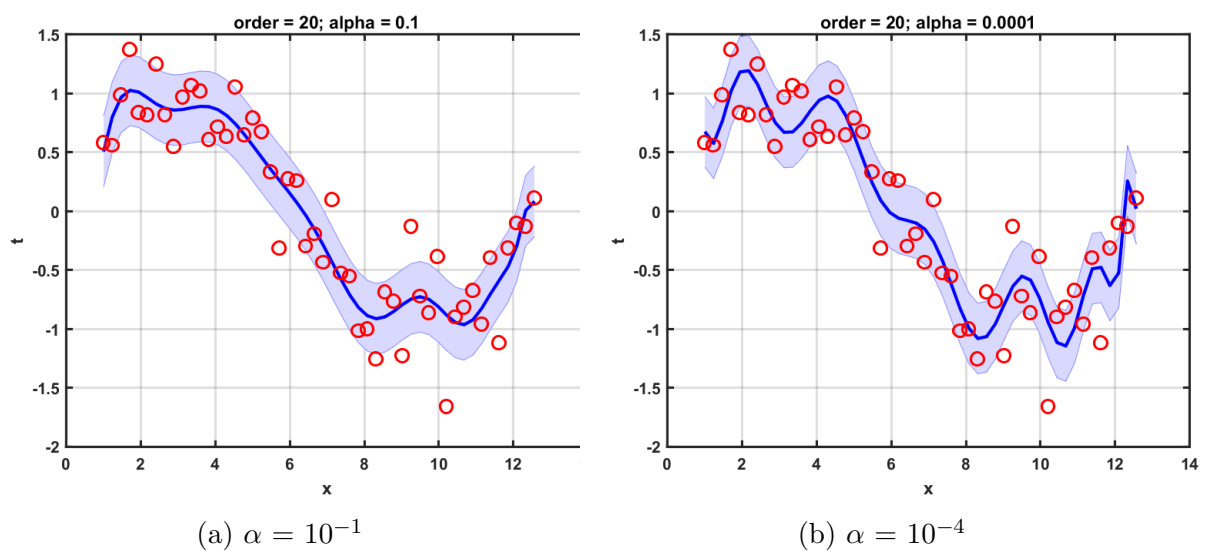 order = 20; alpha = 0.1
1.5
1
0.5
0
-0.5
-1
-1.5
-2
t
0 2 4 6 8 10 12
x
(a) α = 10⁻¹
order = 20; alpha = 0.0001
1.5
1
0.5
0
-0.5
-1
-1.5
-2
t
0 2 4 6 8 10 12 14
x
(b) α = 10⁻⁴